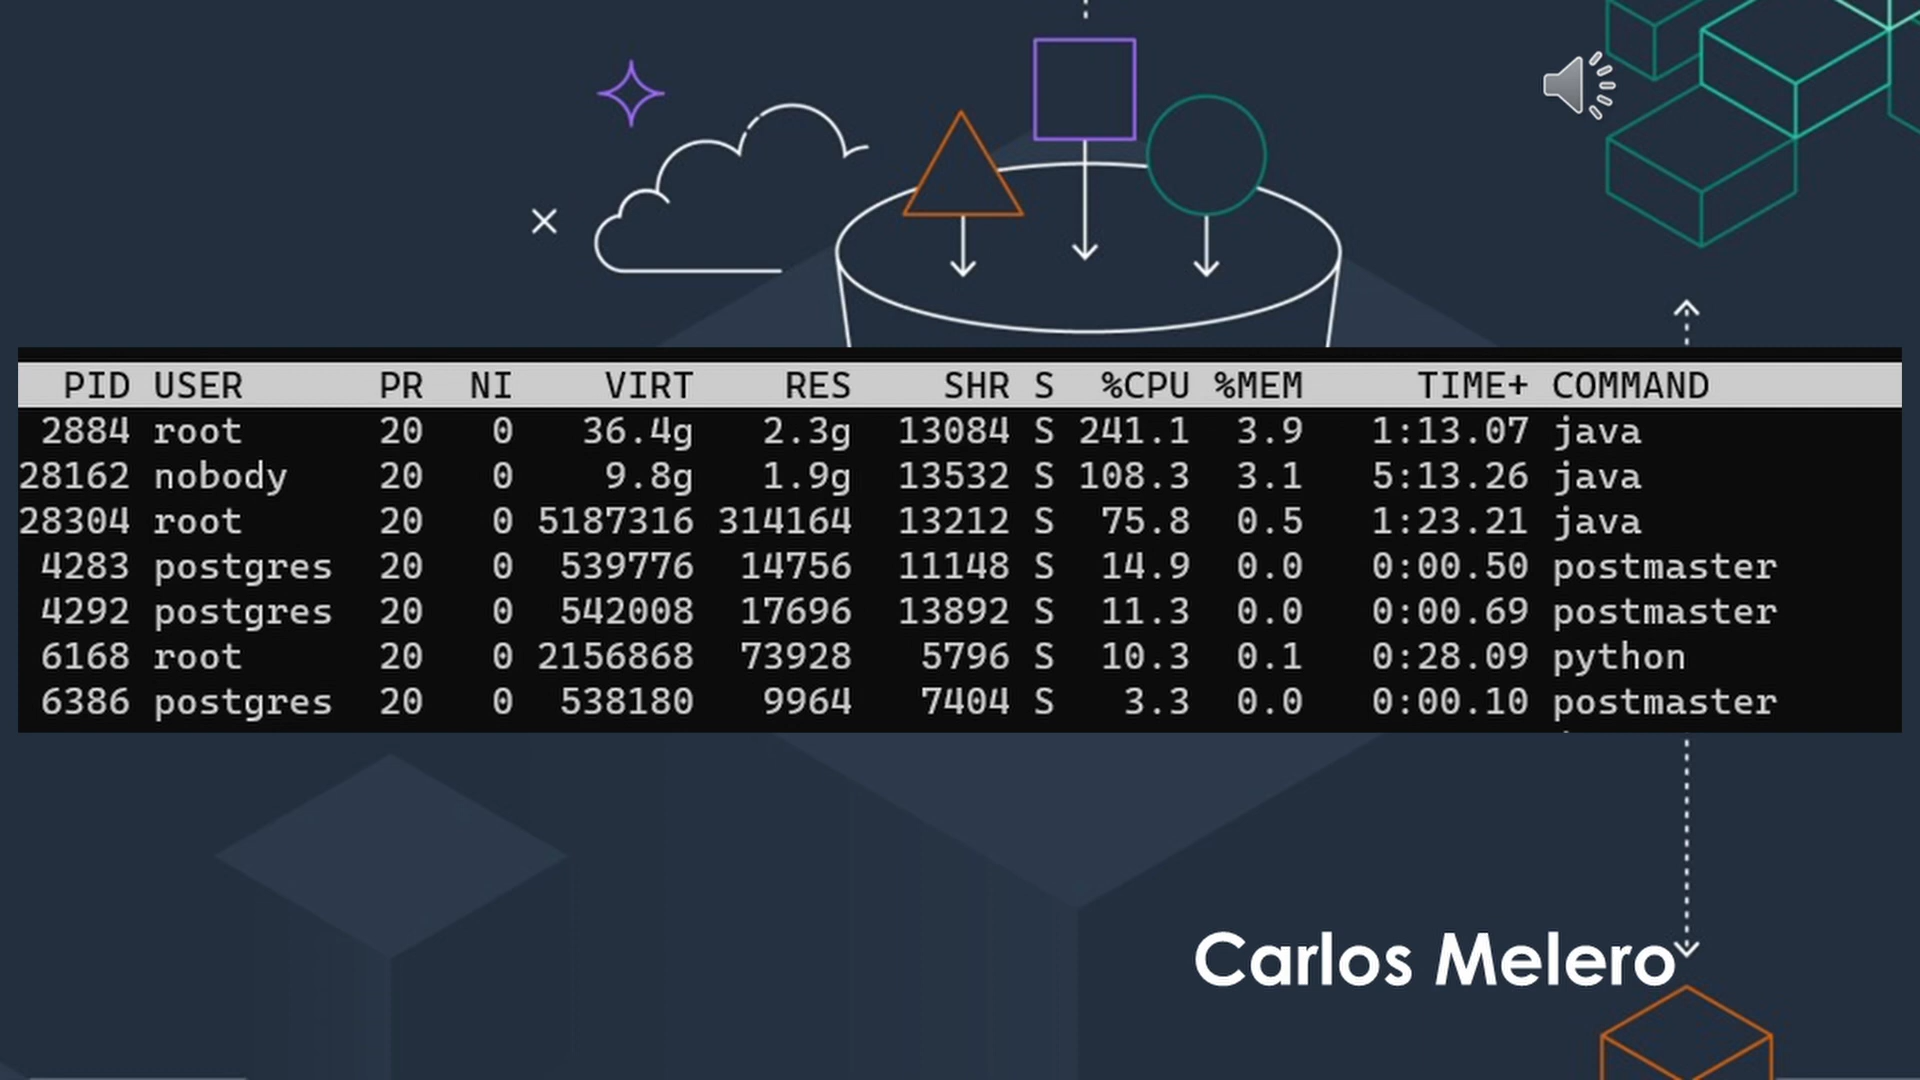 PID USER PR NI VIRT RES SHR S %CPU %MEM TIME+ COMMAND
2884 root 20 0 36.4g 2.3g 13084 S 241.1 3.9 1:13.07 java
28162 nobody 20 0 9.8g 1.9g 13532 S 108.3 3.1 5:13.26 java
28304 root 20 0 5187316 314164 13212 S 75.8 0.5 1:23.21 java
4283 postgres 20 0 539776 14756 11148 S 14.9 0.0 0:00.50 postmaster
4292 postgres 20 0 542008 17696 13892 S 11.3 0.0 0:00.69 postmaster
6168 root 20 0 2156868 73928 5796 S 10.3 0.1 0:28.09 python
6386 postgres 20 0 538180 9964 7404 S 3.3 0.0 0:00.10 postmaster
Carlos Melero